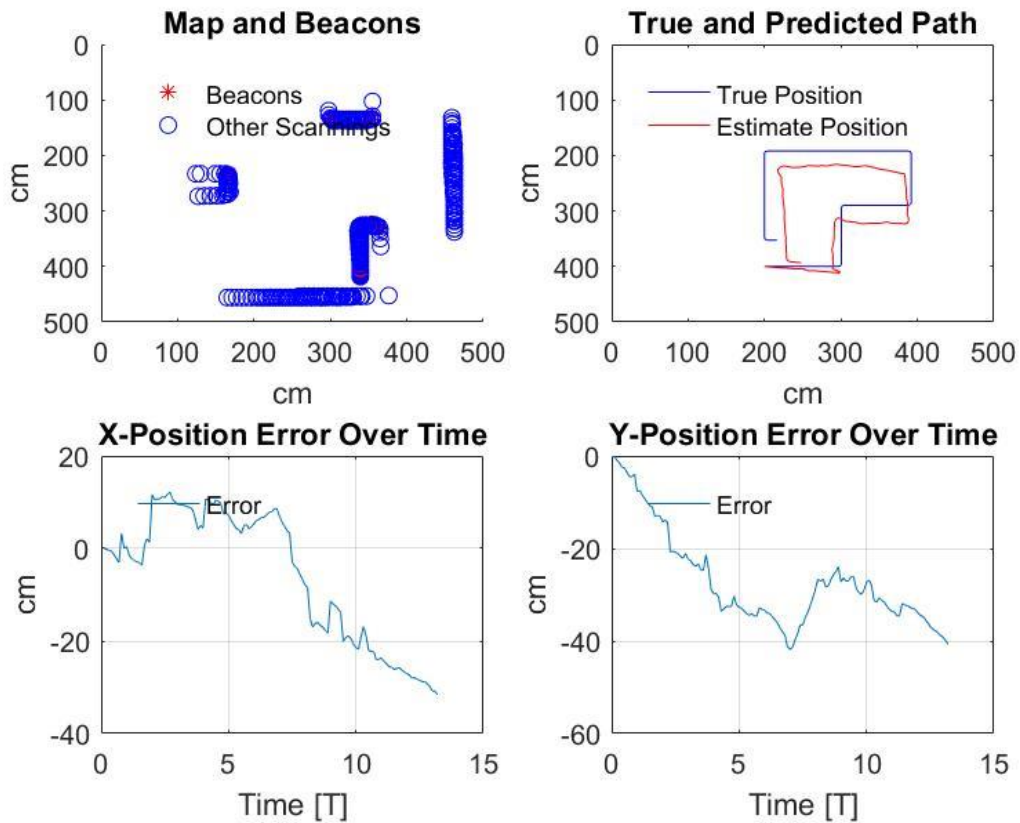 Map and Beacons
0
100
200
300
400
500
cm
Beacons
Other Scannings
0 100 200 300 400 500
cm
True and Predicted Path
0
100
200
300
400
500
cm
True Position
Estimate Position
0 100 200 300 400 500
cm
X-Position Error Over Time
20
0
-20
-40
cm
Error
0 5 10 15
Time [T]
Y-Position Error Over Time
0
-20
-40
-60
cm
Error
0 5 10 15
Time [T]